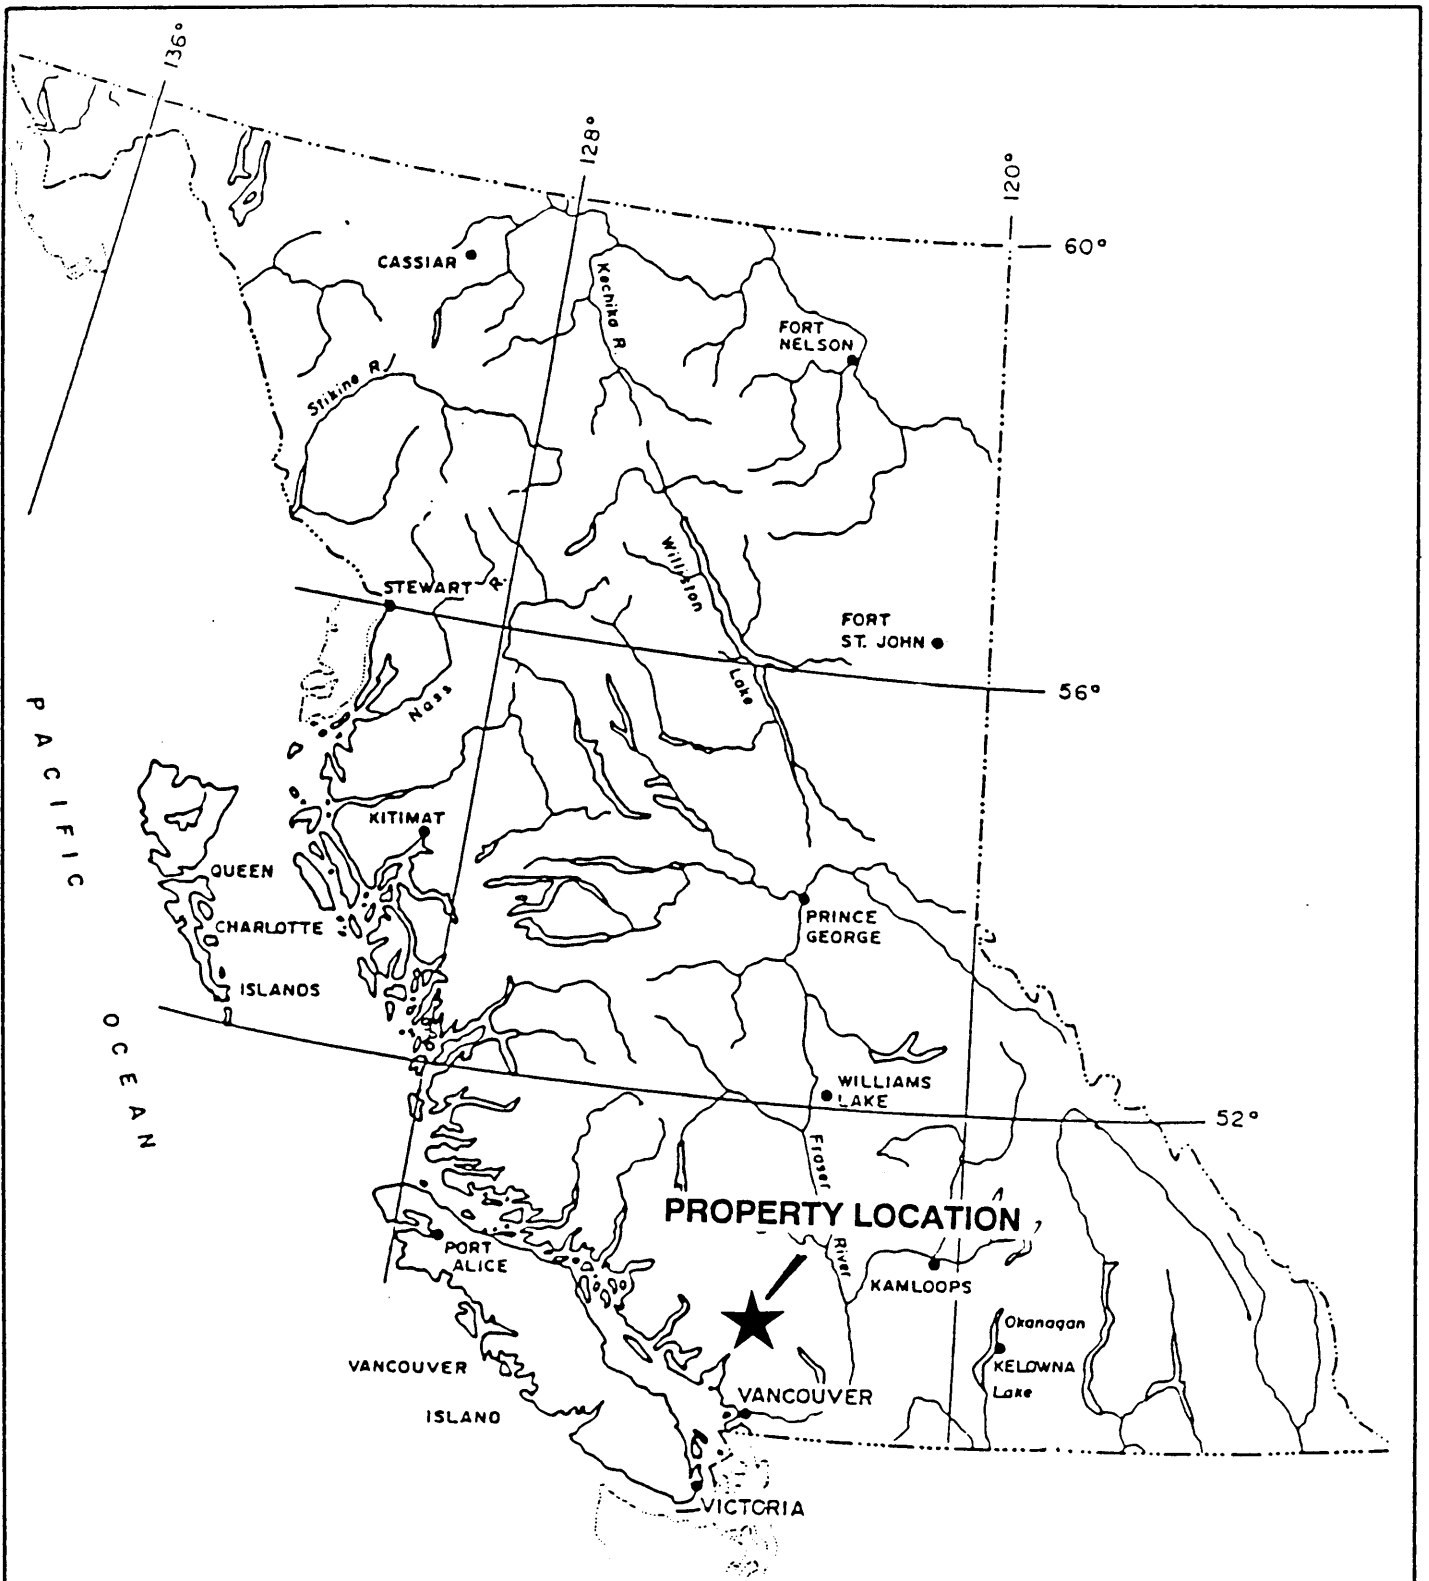 136°
128°
120°
60°
CASSIAR
Kechika R.
FORT
NELSON
Stikine R.
STEWART
R.
Williston
FORT
ST. JOHN
Lake
56°
Nass
PACIFIC
KITIMAT
QUEEN
CHARLOTTE
ISLANDS
PRINCE
GEORGE
OCEAN
WILLIAMS
LAKE
52°
Fraser
PROPERTY LOCATION
River
PORT
ALICE
KAMLOOPS
Okanagan
VANCOUVER
KELOWNA
Lake
ISLAND
VANCOUVER
VICTORIA